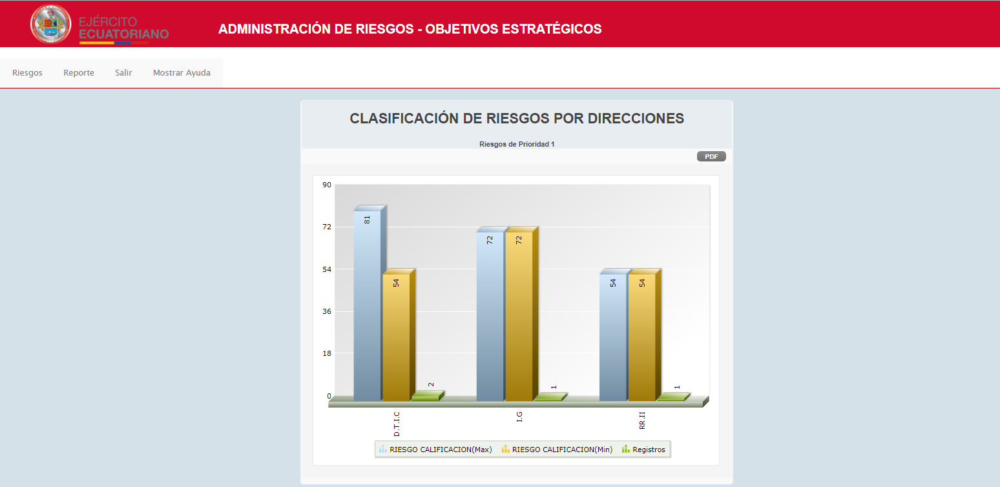 EJÉRCITO
ECUATORIANO
ADMINISTRACIÓN DE RIESGOS - OBJETIVOS ESTRATÉGICOS
Riesgos Reporte Salir Mostrar Ayuda
CLASIFICACIÓN DE RIESGOS POR DIRECCIONES
Riesgos de Prioridad 1
PDF
90
72
54
36
18
0
81
54
2
72
72
1
54
54
1
D.T.I.C
I.G
RR.II
RIESGO CALIFICACION(Max) RIESGO CALIFICACION(Min) Registros